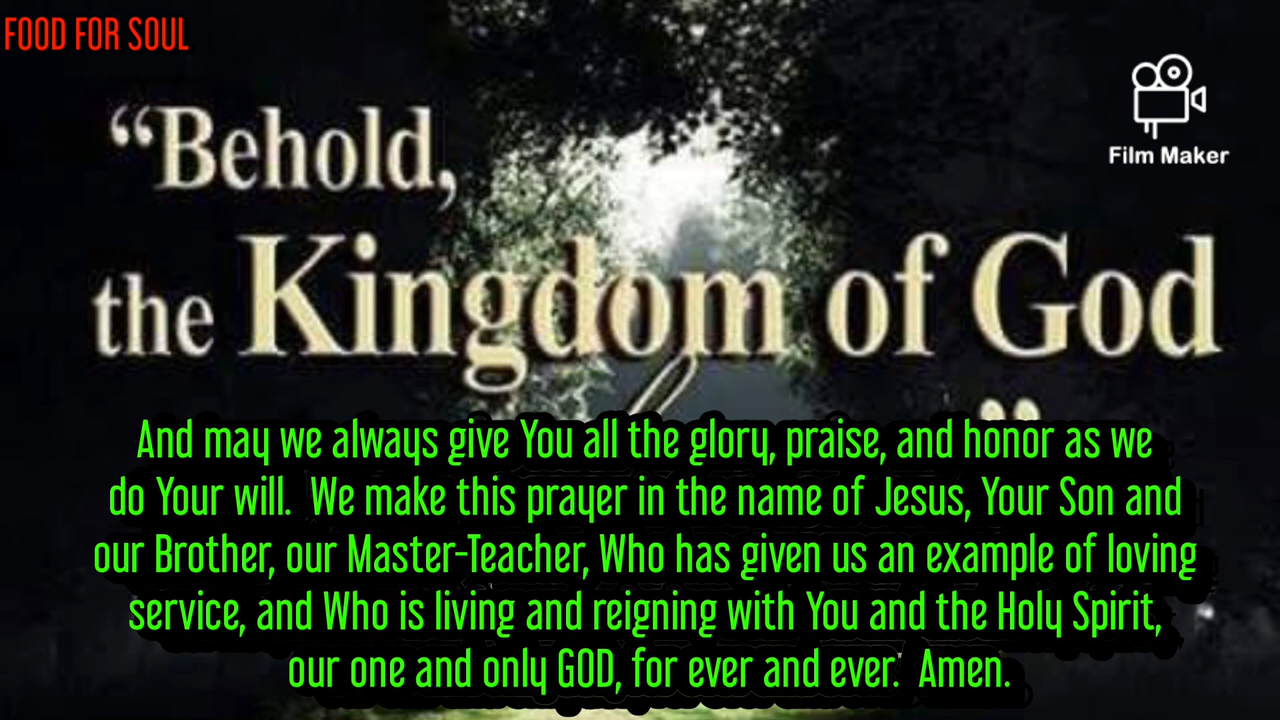 FOOD FOR SOUL
Film Maker
“Behold,
the Kingdom of God
”
And may we always give You all the glory, praise, and honor as we
do Your will.  We make this prayer in the name of Jesus, Your Son and
our Brother, our Master-Teacher, Who has given us an example of loving
service, and Who is living and reigning with You and the Holy Spirit,
our one and only GOD, for ever and ever.  Amen.